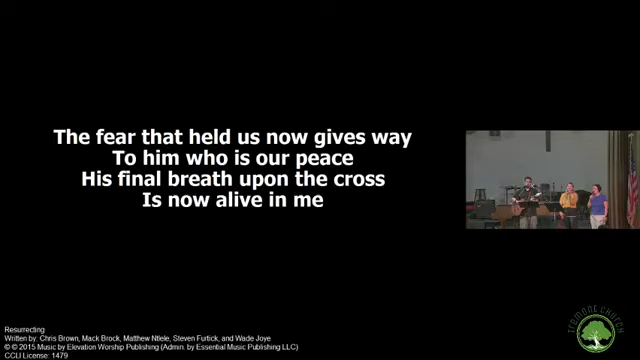 The fear that held us now gives way
To him who is our peace
His final breath upon the cross
Is now alive in me
Resurrecting
Written by: Chris Brown, Mack Brock, Matthew Ntlele, Steven Furtick, and Wade Joye
© © 2015 Music by Elevation Worship Publishing (Admin. by Essential Music Publishing LLC)
CCLI License: 1479
TREMONT CHURCH